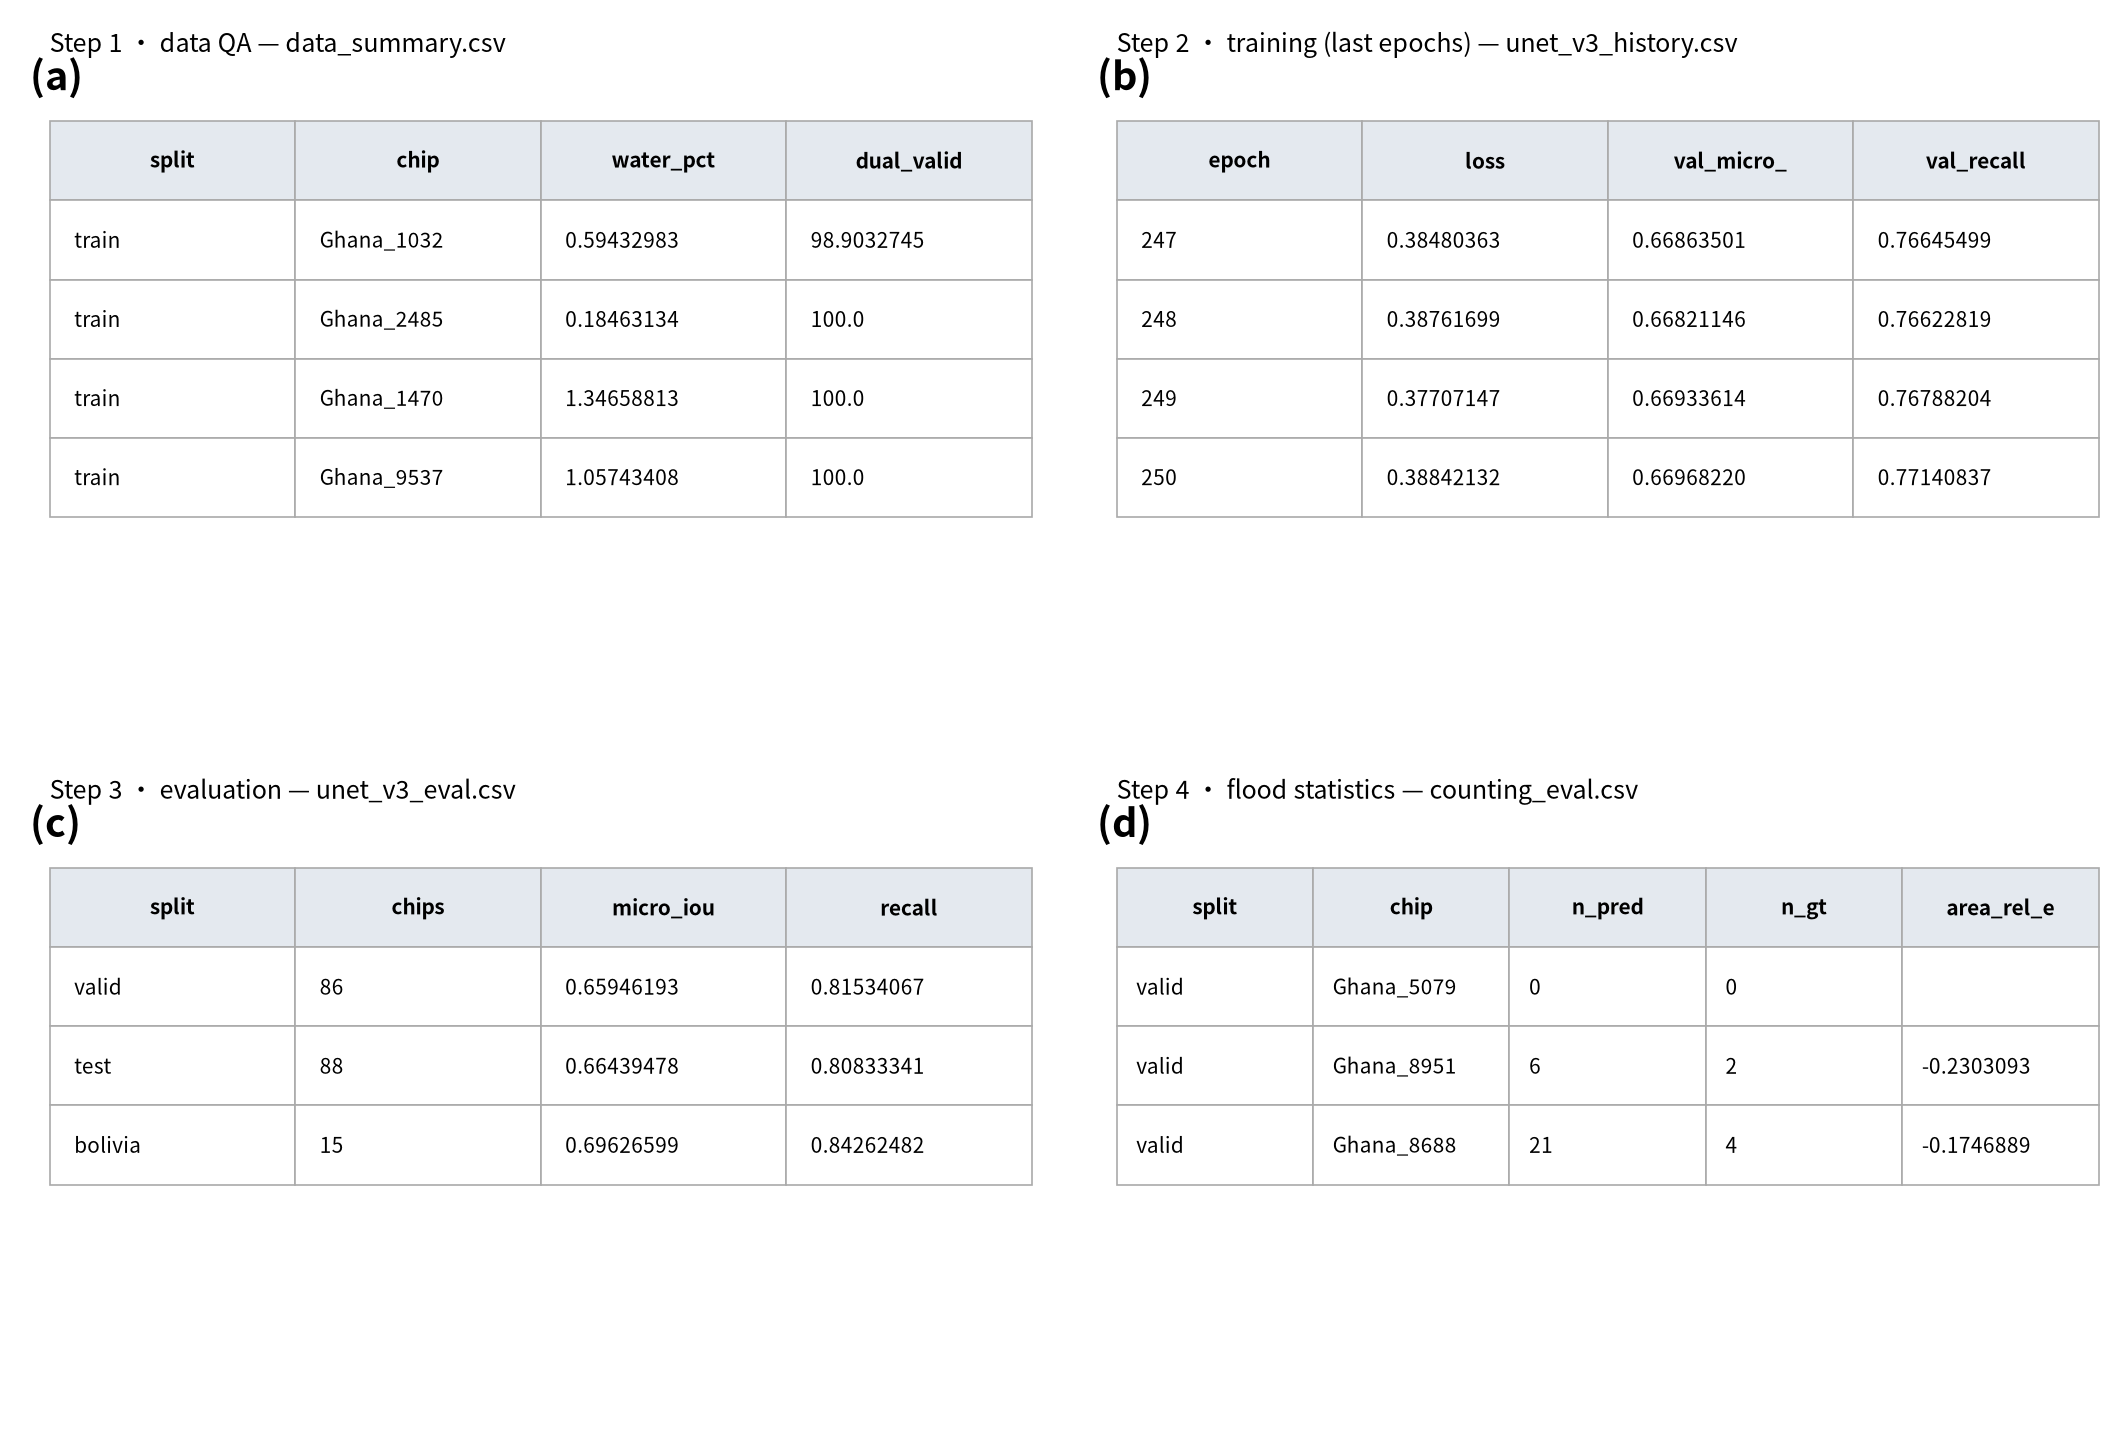 Step 1 • data QA — data_summary.csv
(a)
split chip water_pct dual_valid
train Ghana_1032 0.59432983 98.9032745
train Ghana_2485 0.18463134 100.0
train Ghana_1470 1.34658813 100.0
train Ghana_9537 1.05743408 100.0
Step 2 • training (last epochs) — unet_v3_history.csv
(b)
epoch loss val_micro_ val_recall
247 0.38480363 0.66863501 0.76645499
248 0.38761699 0.66821146 0.76622819
249 0.37707147 0.66933614 0.76788204
250 0.38842132 0.66968220 0.77140837
Step 3 • evaluation — unet_v3_eval.csv
(c)
split chips micro_iou recall
valid 86 0.65946193 0.81534067
test 88 0.66439478 0.80833341
bolivia 15 0.69626599 0.84262482
Step 4 • flood statistics — counting_eval.csv
(d)
split chip n_pred n_gt area_rel_e
valid Ghana_5079 0 0
valid Ghana_8951 6 2 -0.2303093
valid Ghana_8688 21 4 -0.1746889